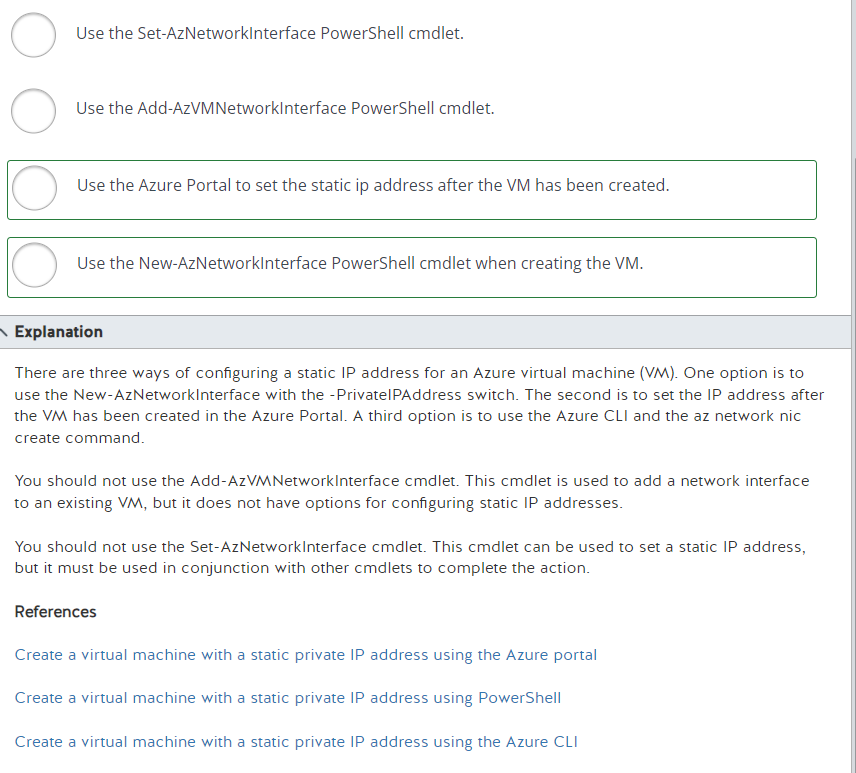 Use the Set-AzNetworkInterface PowerShell cmdlet.
Use the Add-AzVMNetworkInterface PowerShell cmdlet.
Use the Azure Portal to set the static ip address after the VM has been created.
Use the New-AzNetworkInterface PowerShell cmdlet when creating the VM.
Explanation
There are three ways of configuring a static IP address for an Azure virtual machine (VM). One option is to
use the New-AzNetworkInterface with the -PrivateIPAddress switch. The second is to set the IP address after
the VM has been created in the Azure Portal. A third option is to use the Azure CLI and the az network nic
create command.
You should not use the Add-AzVMNetworkInterface cmdlet. This cmdlet is used to add a network interface
to an existing VM, but it does not have options for configuring static IP addresses.
You should not use the Set-AzNetworkInterface cmdlet. This cmdlet can be used to set a static IP address,
but it must be used in conjunction with other cmdlets to complete the action.
References
Create a virtual machine with a static private IP address using the Azure portal
Create a virtual machine with a static private IP address using PowerShell
Create a virtual machine with a static private IP address using the Azure CLI